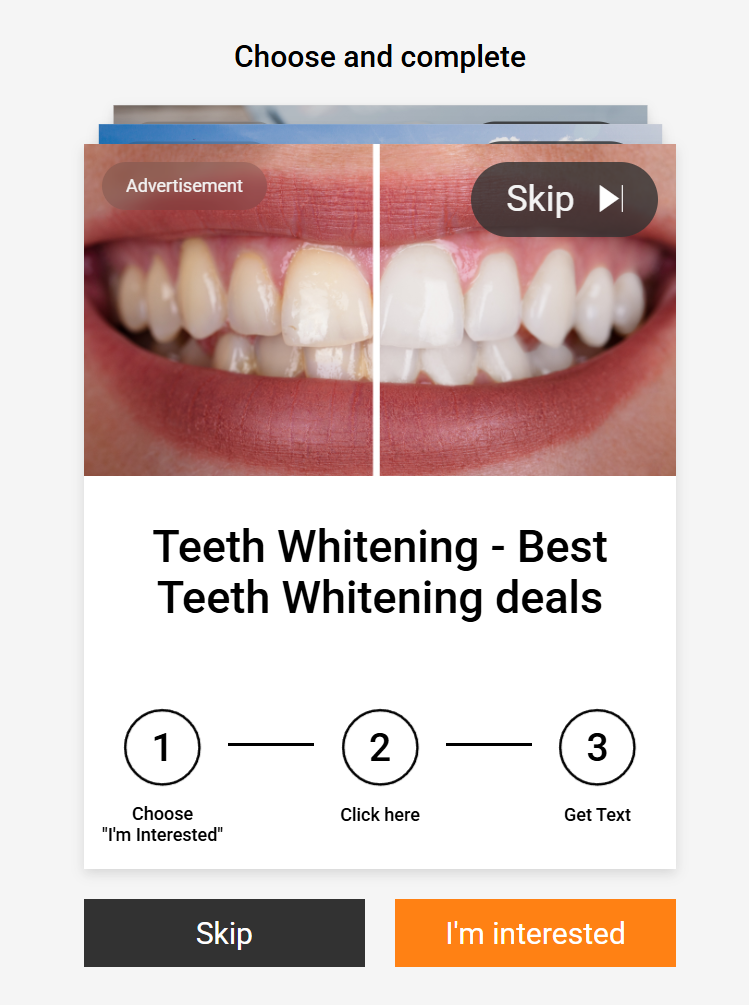 Choose and complete
Advertisement
Skip
Teeth Whitening - Best
Teeth Whitening deals
1
2
3
Choose
"I'm Interested"
Click here
Get Text
Skip
I'm interested